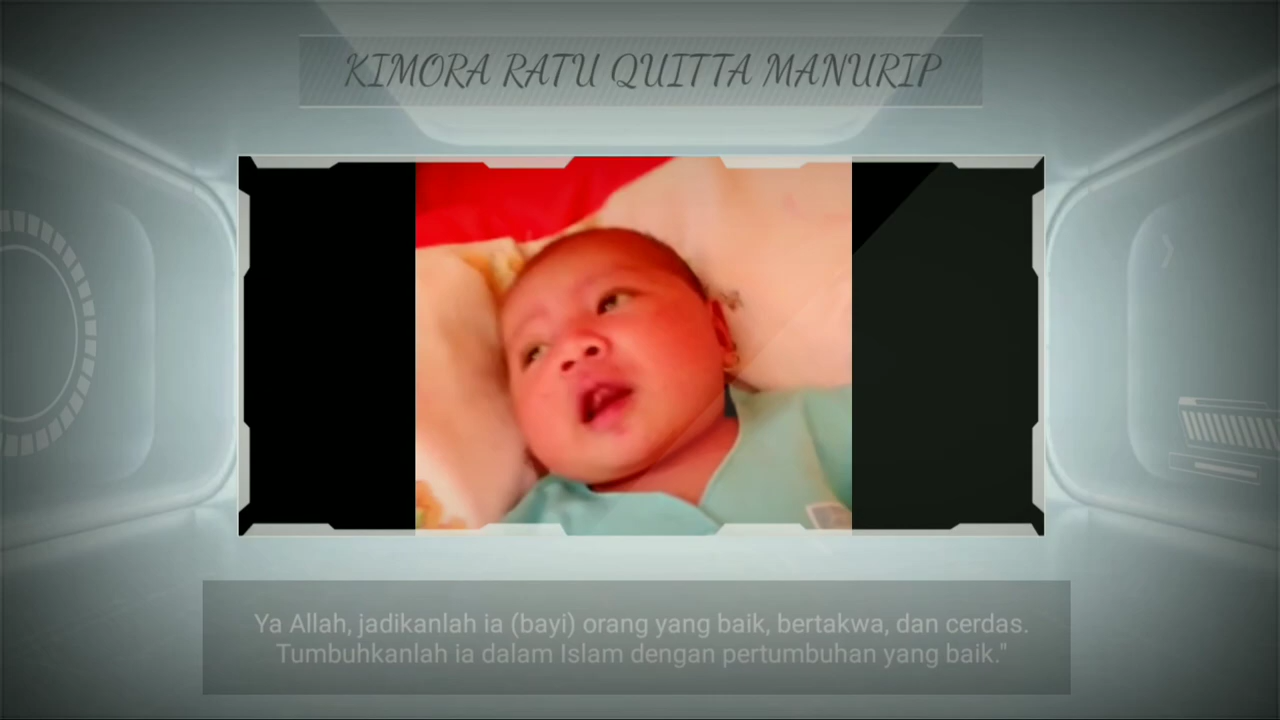 KIMORA RATU QUITTA MANURIP
Ya Allah, jadikanlah ia (bayi) orang yang baik, bertakwa, dan cerdas.
Tumbuhkanlah ia dalam Islam dengan pertumbuhan yang baik."